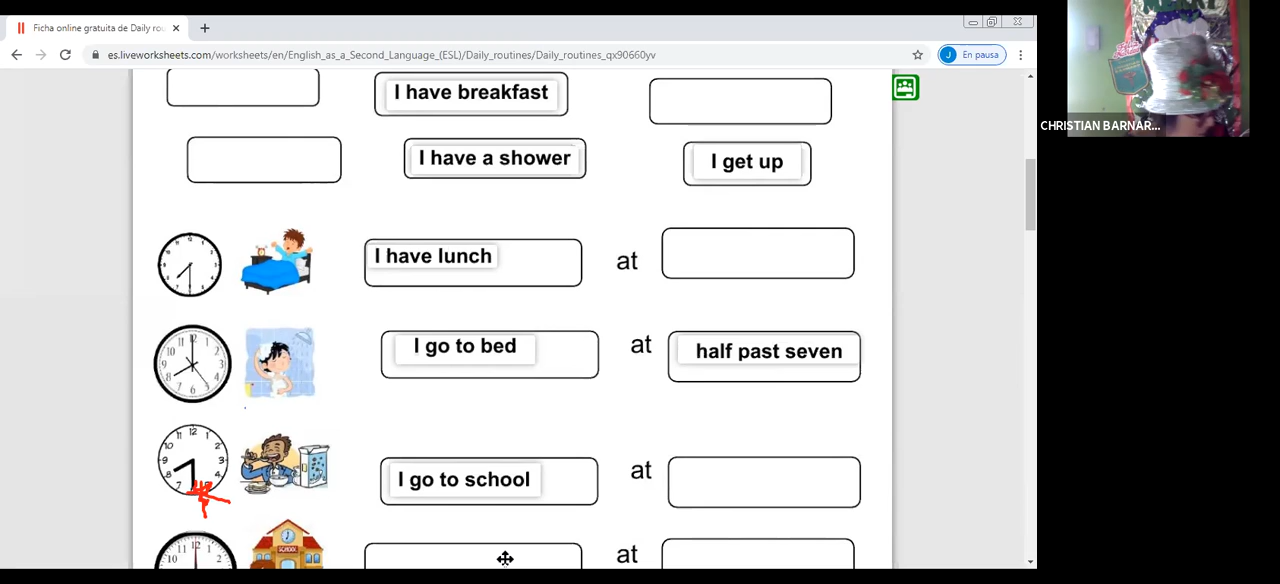 Ficha online gratuita de Daily rou
es.liveworksheets.com/worksheets/en/English_as_a_Second_Language_(ESL)/Daily_routines/Daily_routines_qx90660yv
J En pausa
CHRISTIAN BARNAR...
I have breakfast
I have a shower
I get up
I have lunch
at
I go to bed
at
half past seven
I go to school
at
SCHOOL
at